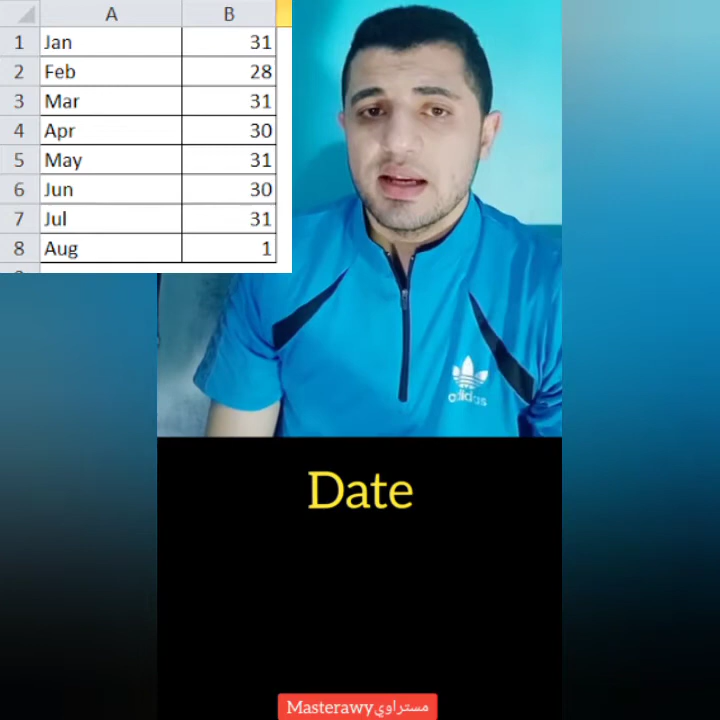 A B
1 Jan 31
2 Feb 28
3 Mar 31
4 Apr 30
5 May 31
6 Jun 30
7 Jul 31
8 Aug 1
adidas
Date
Masterawyمستراوي